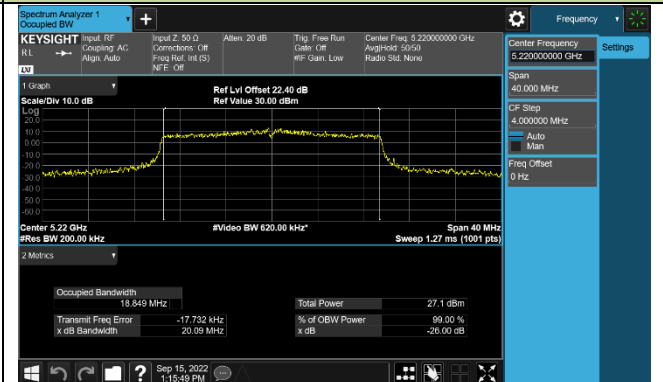 Spectrum Analyzer 1
Occupied BW
Frequency
KEYSIGHT
RL
LXI
Input: RF
Coupling: AC
Align: Auto
Input Z: 50 Ω
Corrections: Off
Freq Ref: Int (S)
NFE: Off
Atten: 20 dB
Trig: Free Run
Gate: Off
#IF Gain: Low
Center Freq: 5.220000000 GHz
Avg|Hold: 50/50
Radio Std: None
Center Frequency
5.220000000 GHz
Settings
Span
40.000 MHz
CF Step
4.000000 MHz
Auto
Man
Freq Offset
0 Hz
1 Graph
Scale/Div 10.0 dB
Ref Lvl Offset 22.40 dB
Ref Value 30.00 dBm
Log
20.0
10.0
0.00
-10.0
-20.0
-30.0
-40.0
-50.0
-60.0
Center 5.22 GHz
#Video BW 620.00 kHz*
Span 40 MHz
#Res BW 200.00 kHz
Sweep 1.27 ms (1001 pts)
2 Metrics
Occupied Bandwidth
18.849 MHz
Total Power
27.1 dBm
Transmit Freq Error
-17.732 kHz
% of OBW Power
99.00 %
x dB Bandwidth
20.09 MHz
x dB
-26.00 dB
Sep 15, 2022
1:15:49 PM